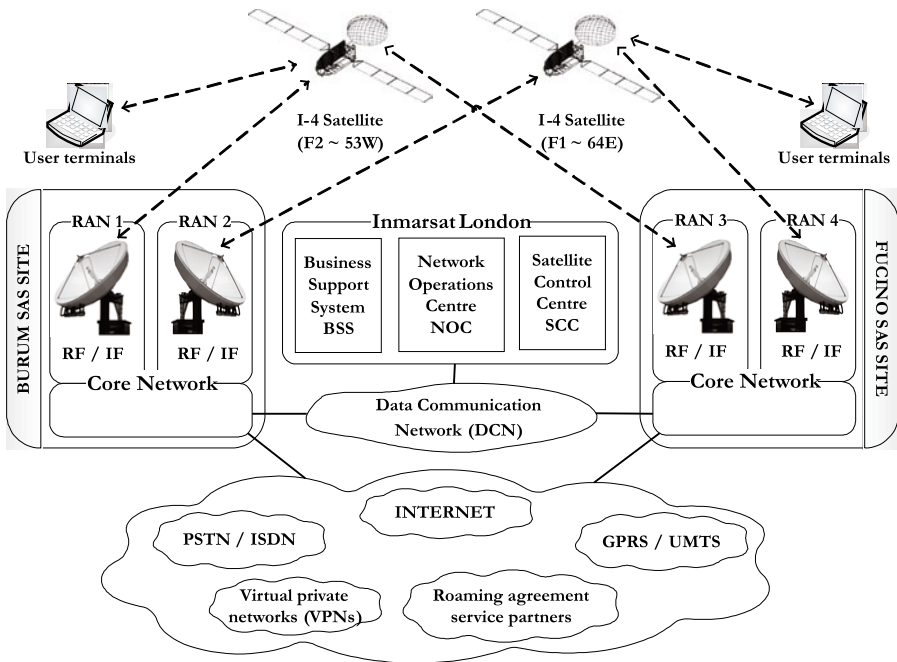 I-4 Satellite
(F2 ~ 53W)
I-4 Satellite
(F1 ~ 64E)
User terminals
User terminals
BURUM SAS SITE
RAN 1
RAN 2
RF / IF
RF / IF
Core Network
Inmarsat London
Business
Support
System
BSS
Network
Operations
Centre
NOC
Satellite
Control
Centre
SCC
RAN 3
RAN 4
RF / IF
RF / IF
Core Network
FUCINO SAS SITE
Data Communication
Network (DCN)
INTERNET
PSTN / ISDN
GPRS / UMTS
Virtual private
networks (VPNs)
Roaming agreement
service partners